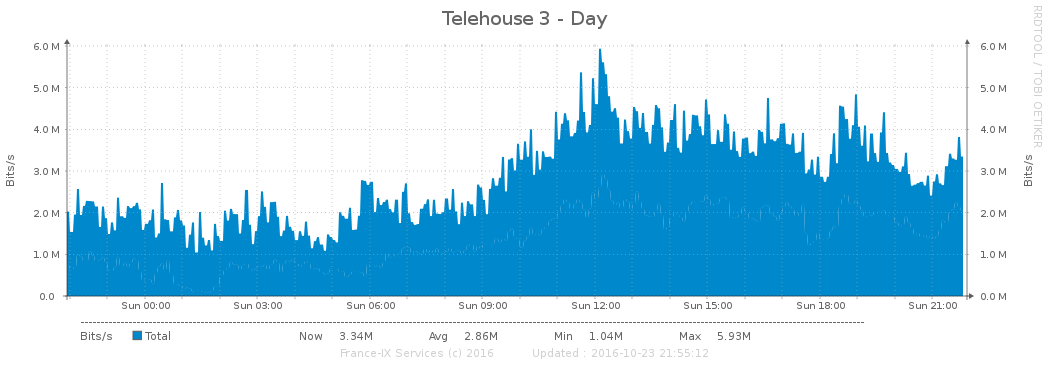 Telehouse 3 - Day
RRDTOOL / TOBI OETIKER
6.0 M 6.0 M
5.0 M 5.0 M
4.0 M 4.0 M
3.0 M 3.0 M
2.0 M 2.0 M
1.0 M 1.0 M
0.0 0.0 M
Bits/s
Bits/s
Sun 00:00 Sun 03:00 Sun 06:00 Sun 09:00 Sun 12:00 Sun 15:00 Sun 18:00 Sun 21:00
Bits/s Total Now 3.34M Avg 2.86M Min 1.04M Max 5.93M
France-IX Services (c) 2016 Updated : 2016-10-23 21:55:12